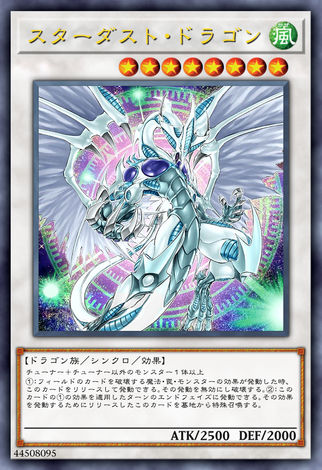 スターダスト・ドラゴン 風
【ドラゴン族／シンクロ／効果】
チューナー＋チューナー以外のモンスター１体以上
①：フィールドのカードを破壊する魔法・罠・モンスターの効果が発動した時、
このカードをリリースして発動できる。その発動を無効にし破壊する。②：この
カードの①の効果を適用したターンのエンドフェイズに発動できる。その効果
を発動するためにリリースしたこのカードを墓地から特殊召喚する。
ATK/2500 DEF/2000
44508095